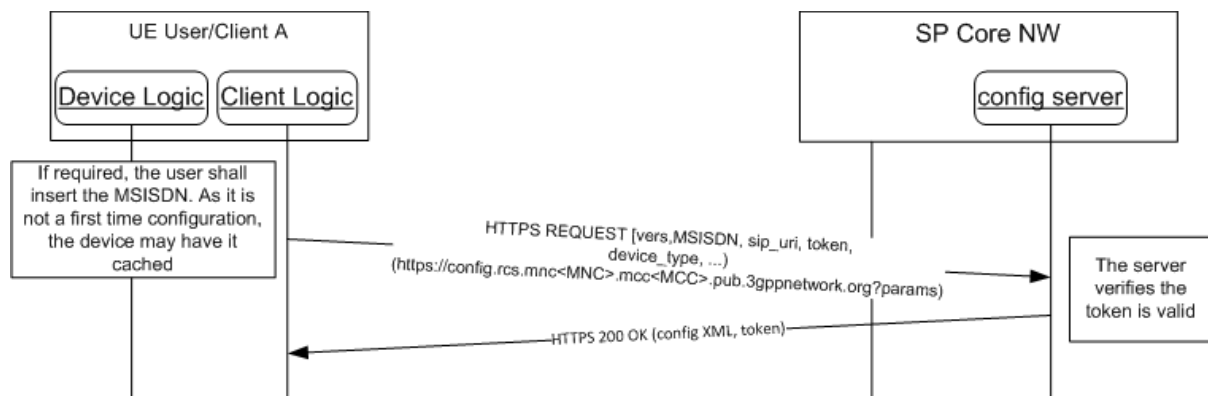 UE User/Client A
SP Core NW
Device Logic
Client Logic
config server
If required, the user shall
insert the MSISDN. As it is
not a first time configuration,
the device may have it
cached
HTTPS REQUEST [vers,MSISDN, sip_uri, token,
device_type, ...)
(https://config.rcs.mnc<MNC>.mcc<MCC>.pub.3gppnetwork.org?params)
The server
verifies the
token is valid
HTTPS 200 OK (config XML, token)